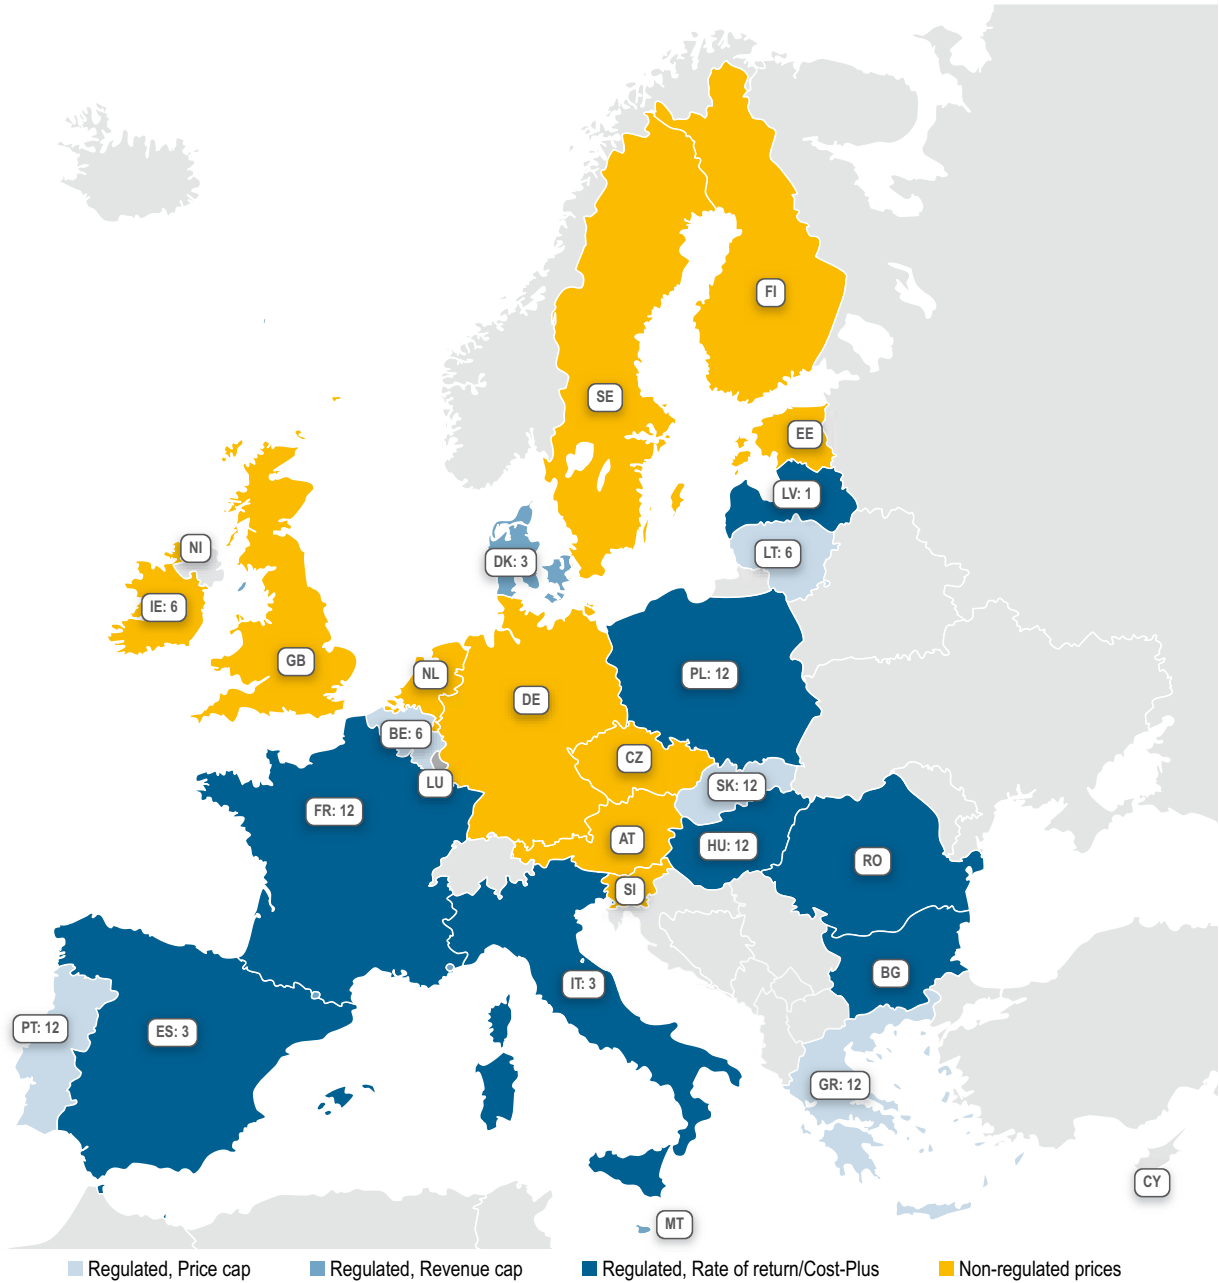 FI
SE
EE
LV: 1
NI
LT: 6
DK: 3
IE: 6
GB
NL
PL: 12
DE
BE: 6
CZ
LU
SK: 12
FR: 12
AT
HU: 12
RO
SI
BG
IT: 3
PT: 12
ES: 3
GR: 12
CY
MT
Regulated, Price cap
Regulated, Revenue cap
Regulated, Rate of return/Cost-Plus
Non-regulated prices